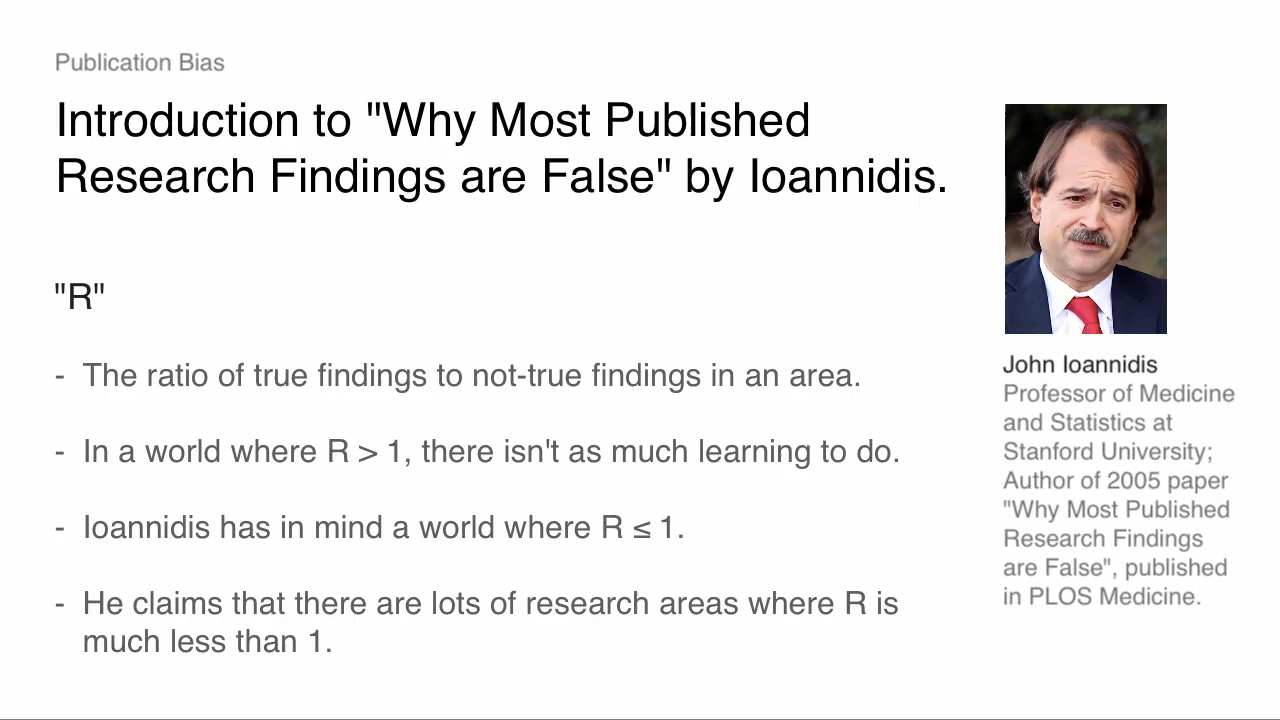 Publication Bias
Introduction to "Why Most Published
Research Findings are False" by Ioannidis.
"R"
- The ratio of true findings to not-true findings in an area.
- In a world where R > 1, there isn't as much learning to do.
- Ioannidis has in mind a world where R ≤ 1.
- He claims that there are lots of research areas where R is
much less than 1.
John Ioannidis
Professor of Medicine
and Statistics at
Stanford University;
Author of 2005 paper
"Why Most Published
Research Findings
are False", published
in PLOS Medicine.